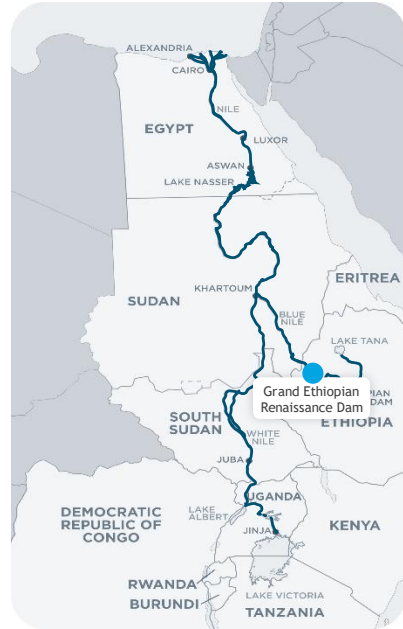 ALEXANDRIA
CAIRO
NILE
EGYPT
LUXOR
ASWAN
LAKE NASSER
KHARTOUM
ERITREA
SUDAN
BLUE
NILE
LAKE TANA
Grand Ethiopian
Renaissance Dam
PIAN
DAM
ETHIOPIA
SOUTH
SUDAN
WHITE
NILE
JUBA
UGANDA
LAKE
ALBERT
DEMOCRATIC
REPUBLIC OF
CONGO
JINJA
KENYA
RWANDA
BURUNDI
LAKE VICTORIA
TANZANIA